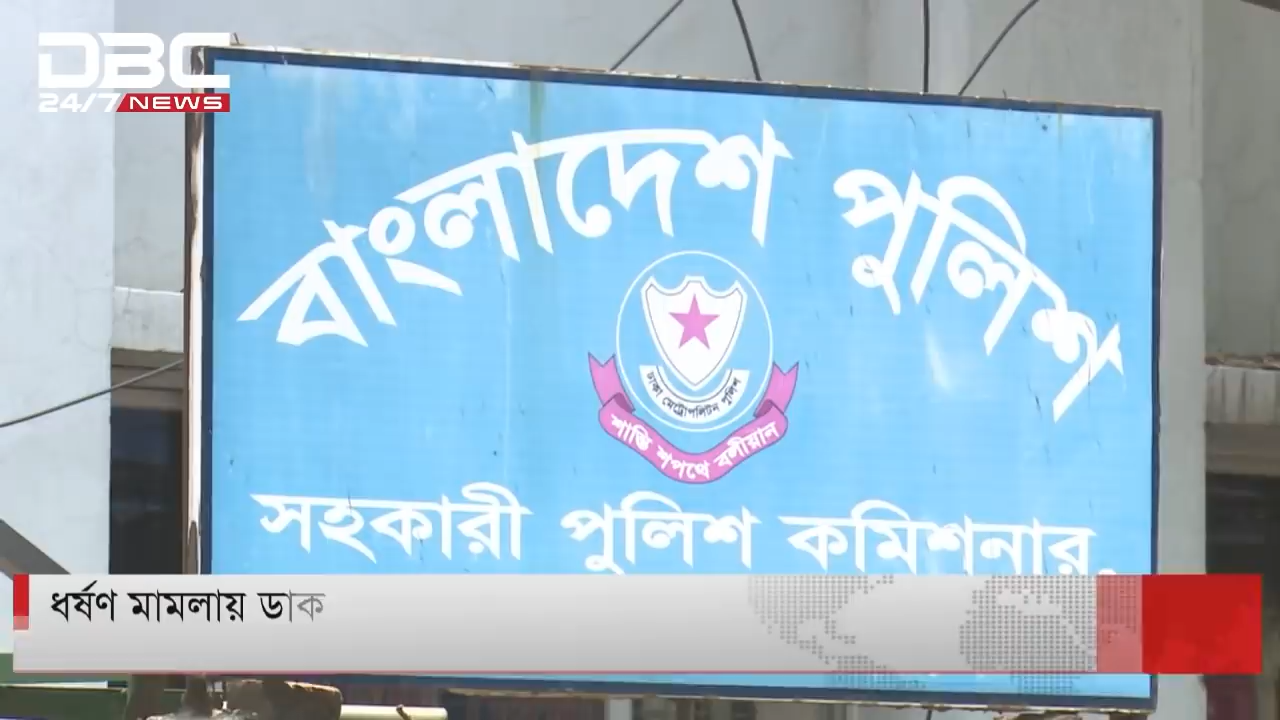 DBC
24/7 NEWS
বাংলাদেশ পুলিশ
ঢাকা মেট্রোপলিটন পুলিশ
শান্তি শপথে বলীয়ান
সহকারী পুলিশ কমিশনার
ধর্ষণ মামলায় ডাক